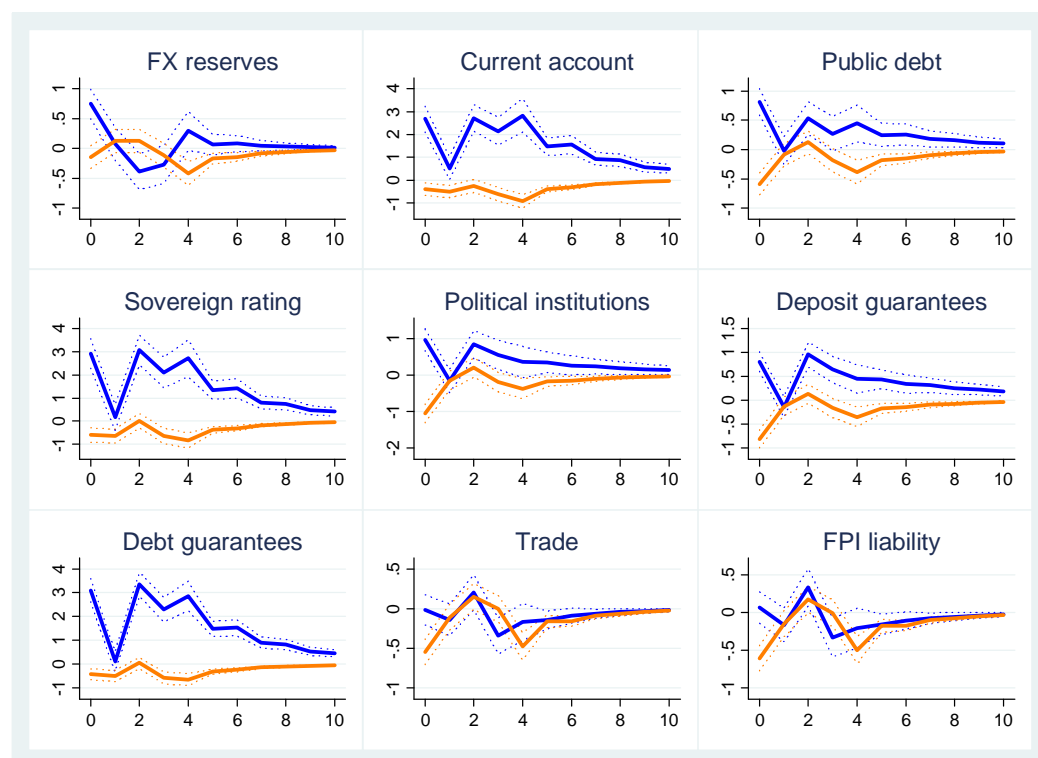 FX reserves
1
.5
0
-.5
-1
0 2 4 6 8 10
Current account
4
3
2
1
0
-1
0 2 4 6 8 10
Public debt
1
.5
0
-.5
-1
0 2 4 6 8 10
Sovereign rating
4
3
2
1
0
-1
0 2 4 6 8 10
Political institutions
1
0
-1
-2
0 2 4 6 8 10
Deposit guarantees
1.5
1
.5
0
-.5
-1
0 2 4 6 8 10
Debt guarantees
4
3
2
1
0
-1
0 2 4 6 8 10
Trade
.5
0
-.5
-1
0 2 4 6 8 10
FPI liability
.5
0
-.5
-1
0 2 4 6 8 10